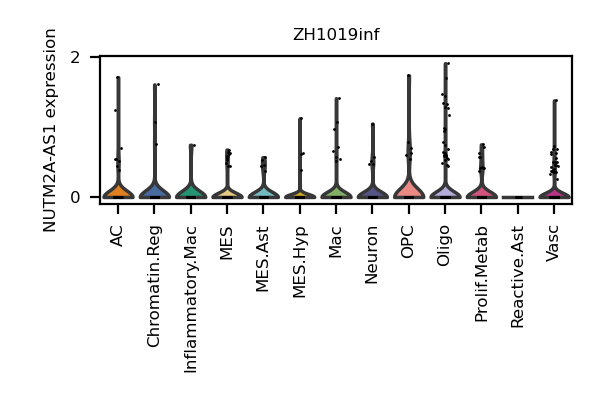 ZH1019inf
NUTM2A-AS1 expression
2
0
AC
Chromatin.Reg
Inflammatory.Mac
MES
MES.Ast
MES.Hyp
Mac
Neuron
OPC
Oligo
Prolif.Metab
Reactive.Ast
Vasc